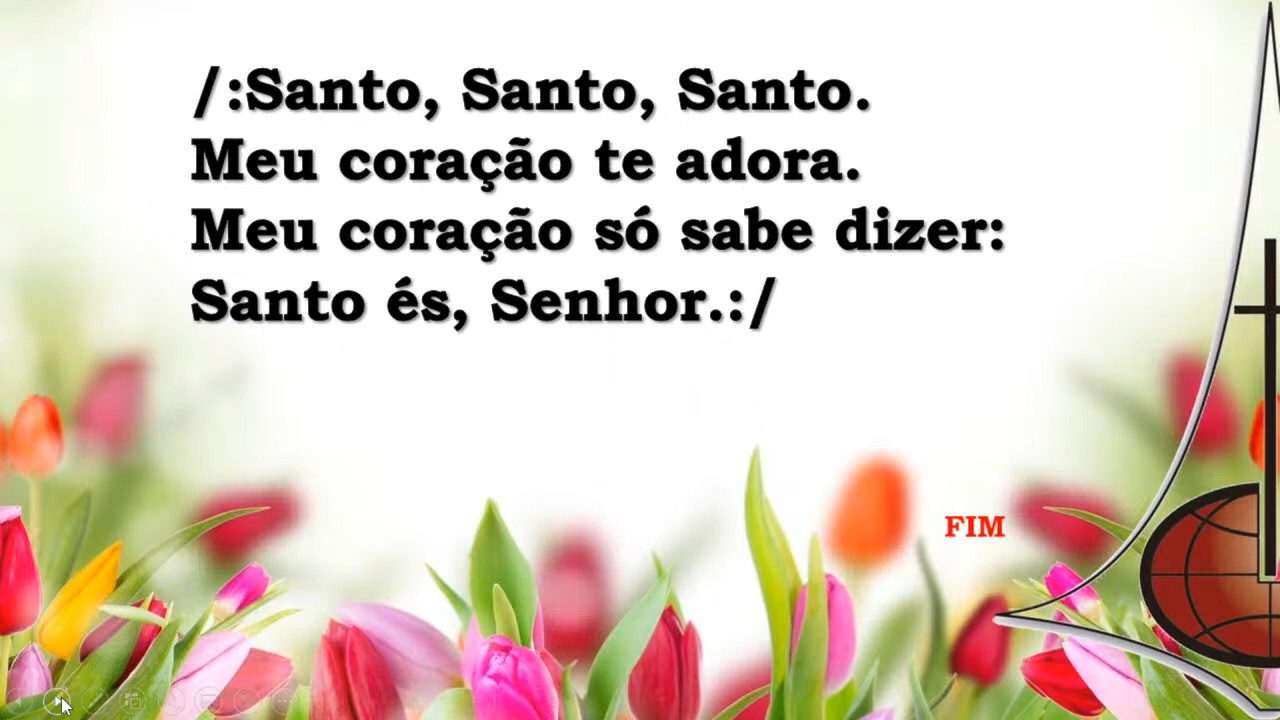 /:Santo, Santo, Santo.
Meu coração te adora.
Meu coração só sabe dizer:
Santo és, Senhor.:/
FIM